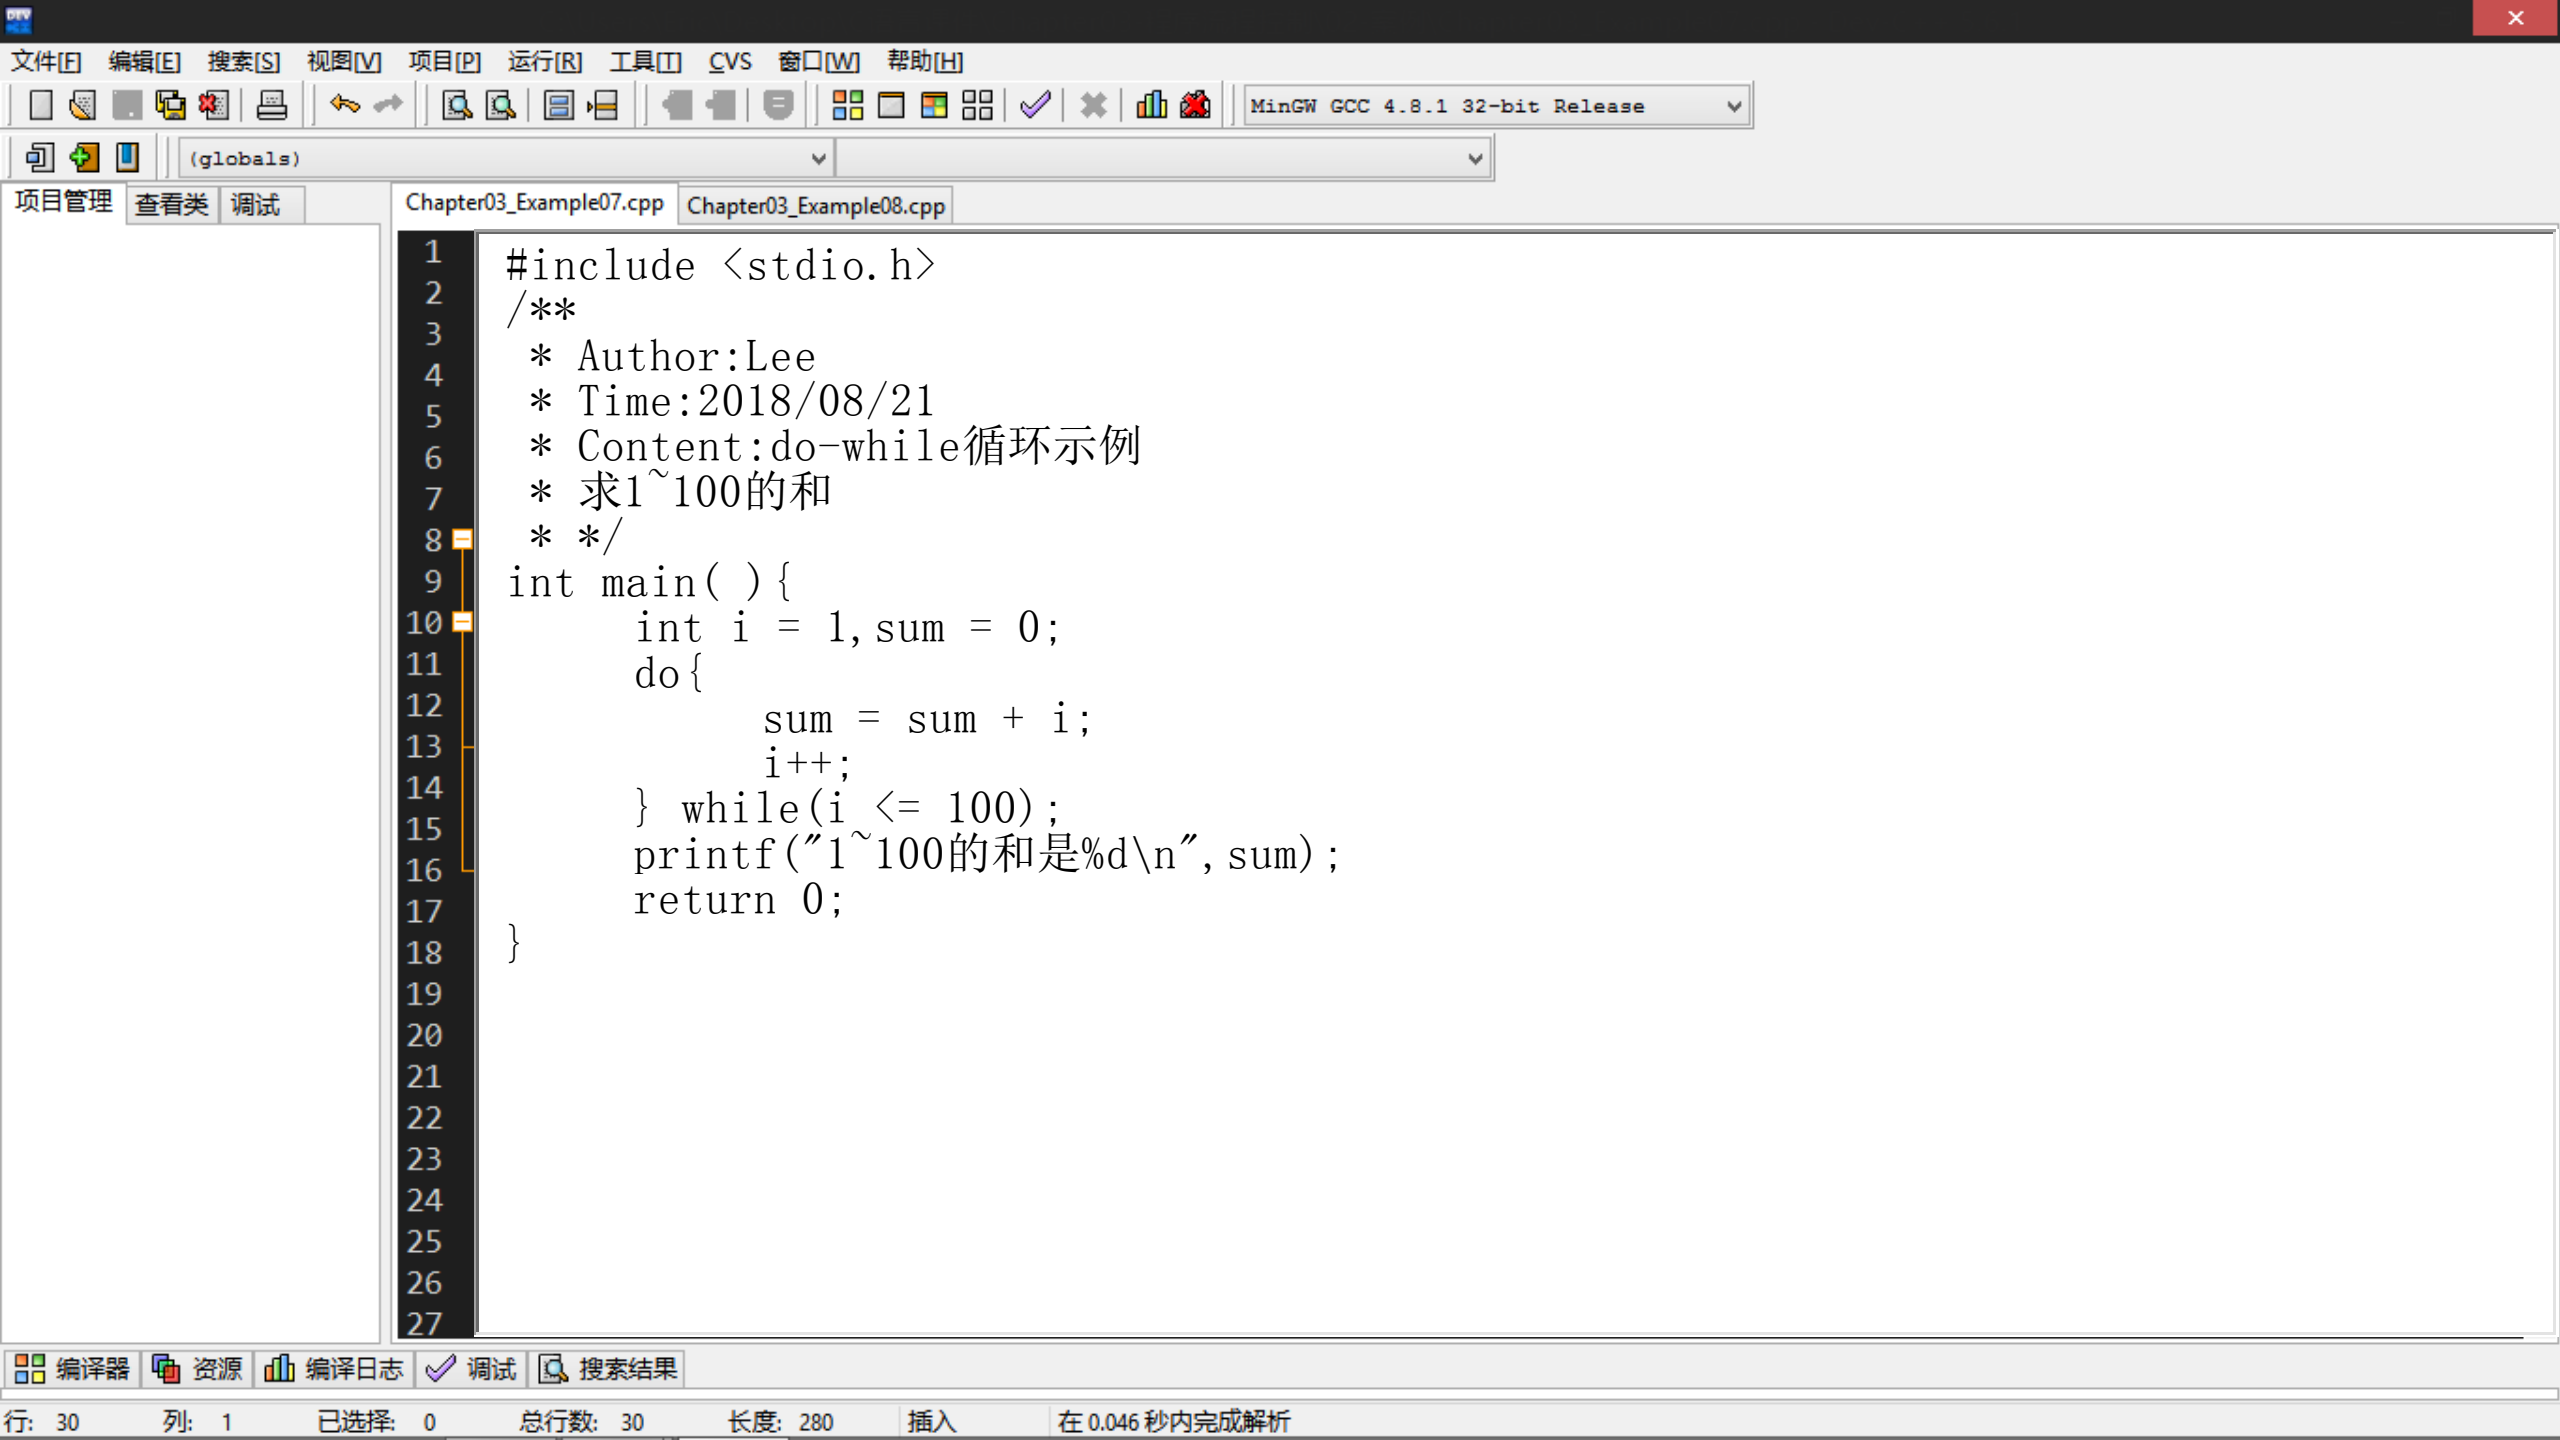 DEV
文件[F] 编辑[E] 搜索[S] 视图[V] 项目[P] 运行[R] 工具[T] CVS 窗口[W] 帮助[H]
MinGW GCC 4.8.1 32-bit Release
(globals)
项目管理 查看类 调试 Chapter03_Example07.cpp Chapter03_Example08.cpp
1
2
3
4
5
6
7
8
9
10
11
12
13
14
15
16
17
18
19
20
21
22
23
24
25
26
27
#include <stdio.h>
/**
 * Author:Lee
 * Time:2018/08/21
 * Content:do-while循环示例
 * 求1~100的和
 * */
int main( ){
int i = 1,sum = 0;
do{
sum = sum + i;
i++;
} while(i <= 100);
printf("1~100的和是%d\n",sum);
return 0;
}
编译器 资源 编译日志 调试 搜索结果
行: 30 列: 1 已选择: 0 总行数: 30 长度: 280 插入 在 0.046 秒内完成解析